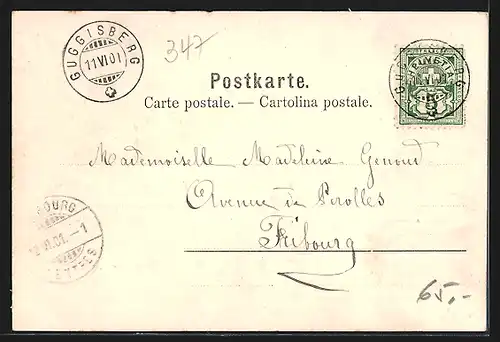 GUGGISBERG
11 VI 01
347
Postkarte.
Carte postale. — Cartolina postale.
Mademoiselle Madeleine Genoud
Avenue de Perolles
Fribourg
65,-